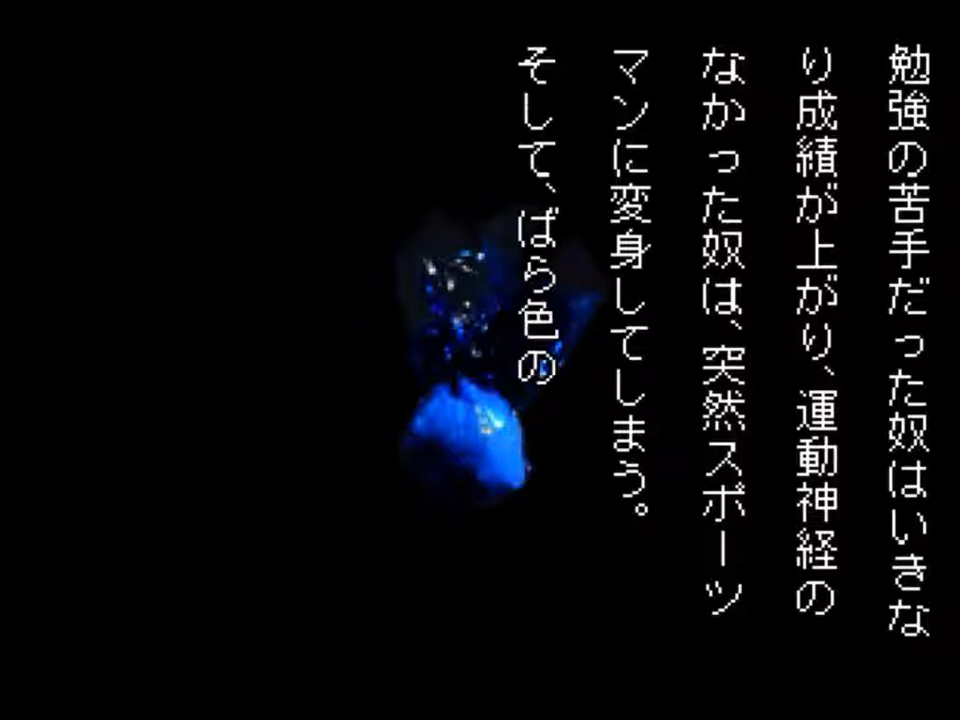 勉強の苦手だった奴はいきな
り成績が上がり、運動神経の
なかった奴は、突然スポーツ
マンに変身してしまう。
そして、ばら色の